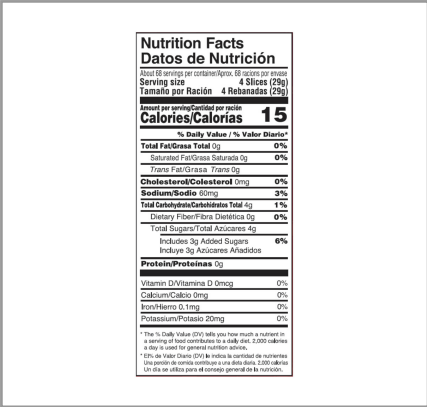 Nutrition Facts
Datos de Nutrición
About 68 servings per container/Aprox. 68 racions por envase
Serving size 4 Slices (29g)
Tamaño por Ración 4 Rebanadas (29g)
Amount per serving/Cantidad por ración
Calories/Calorías 15
% Daily Value / % Valor Diario*
Total Fat/Grasa Total 0g 0%
Saturated Fat/Grasa Saturada 0g 0%
Trans Fat/Grasa Trans 0g
Cholesterol/Colesterol 0mg 0%
Sodium/Sodio 60mg 3%
Total Carbohydrate/Carbohidratos Total 4g 1%
Dietary Fiber/Fibra Dietética 0g 0%
Total Sugars/Total Azúcares 4g
Includes 3g Added Sugars 6%
Incluye 3g Azúcares Añadidos
Protein/Proteínas 0g
Vitamin D/Vitamina D 0mcg 0%
Calcium/Calcio 0mg 0%
Iron/Hierro 0.1mg 0%
Potassium/Potasio 20mg 0%
* The % Daily Value (DV) tells you how much a nutrient in
a serving of food contributes to a daily diet. 2,000 calories
a day is used for general nutrition advice.
* El% de Valor Diario (DV) le indica la cantidad de nutrientes
Una porción de comida contribuye a una dieta diaria. 2,000 calorías
Un día se utiliza para el consejo general de la nutrición.